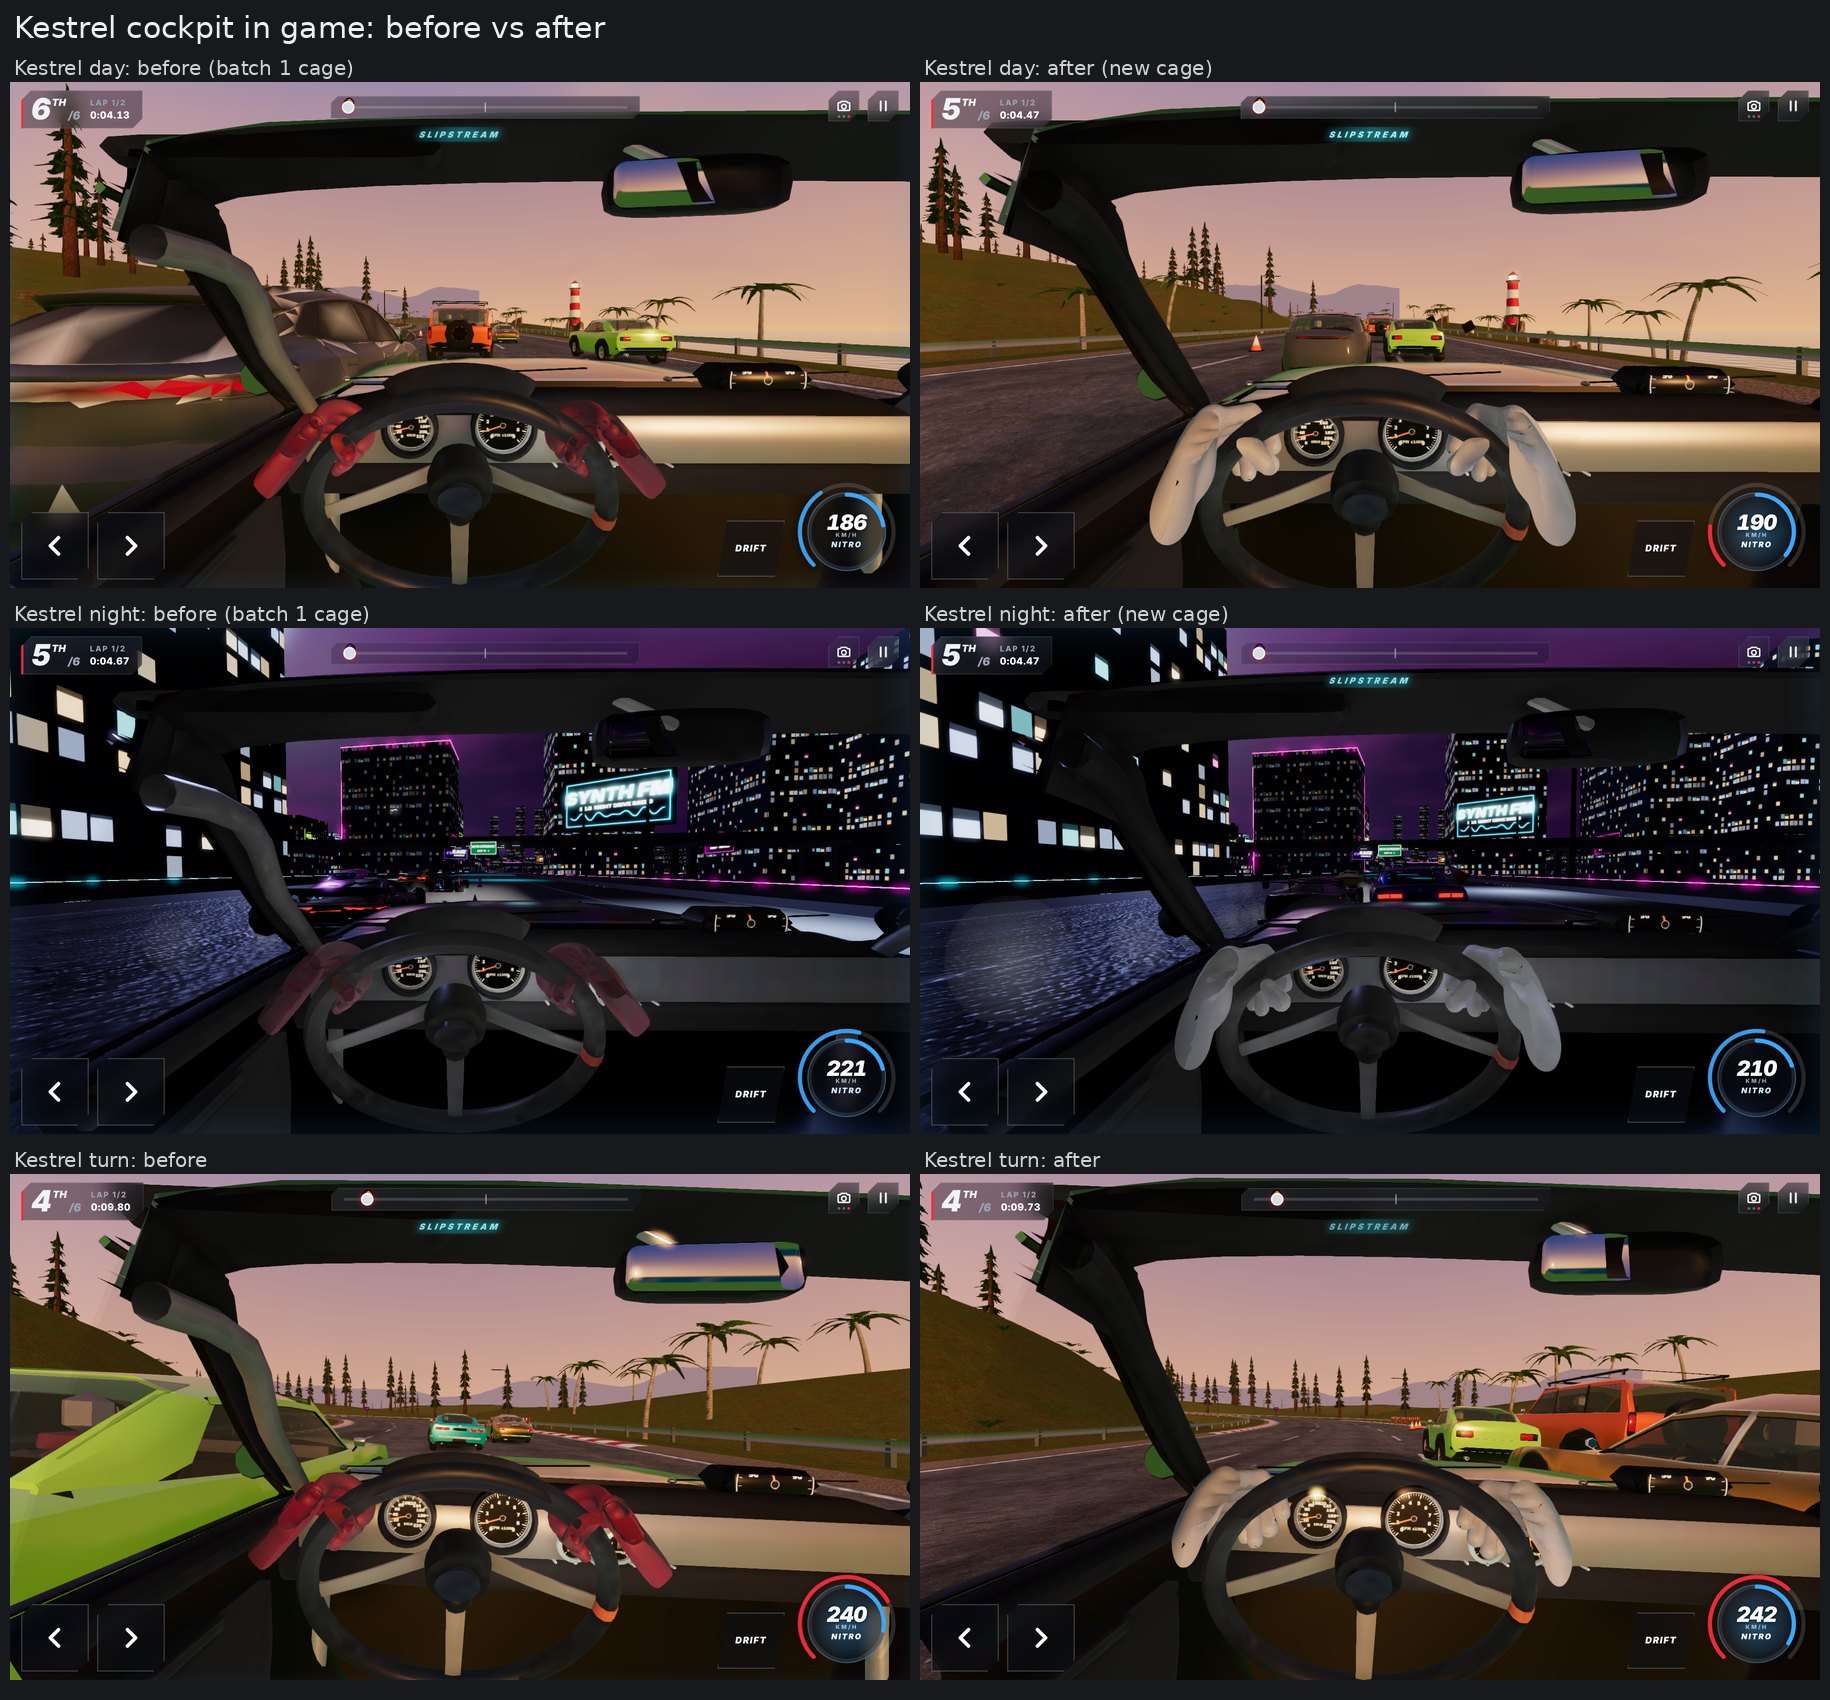 Kestrel cockpit in game: before vs after
Kestrel day: before (batch 1 cage)
6TH /6 LAP 1/2 0:04.13
SLIPSTREAM
DRIFT
186
KM/H
NITRO
Kestrel day: after (new cage)
5TH /6 LAP 1/2 0:04.47
SLIPSTREAM
DRIFT
190
KM/H
NITRO
Kestrel night: before (batch 1 cage)
5TH /6 LAP 1/2 0:04.67
SYNTH FM
DRIFT
221
KM/H
NITRO
Kestrel night: after (new cage)
5TH /6 LAP 1/2 0:04.47
SLIPSTREAM
SYNTH FM
DRIFT
210
KM/H
NITRO
Kestrel turn: before
4TH /6 LAP 1/2 0:09.80
SLIPSTREAM
DRIFT
240
KM/H
NITRO
Kestrel turn: after
4TH /6 LAP 1/2 0:09.73
SLIPSTREAM
DRIFT
242
KM/H
NITRO